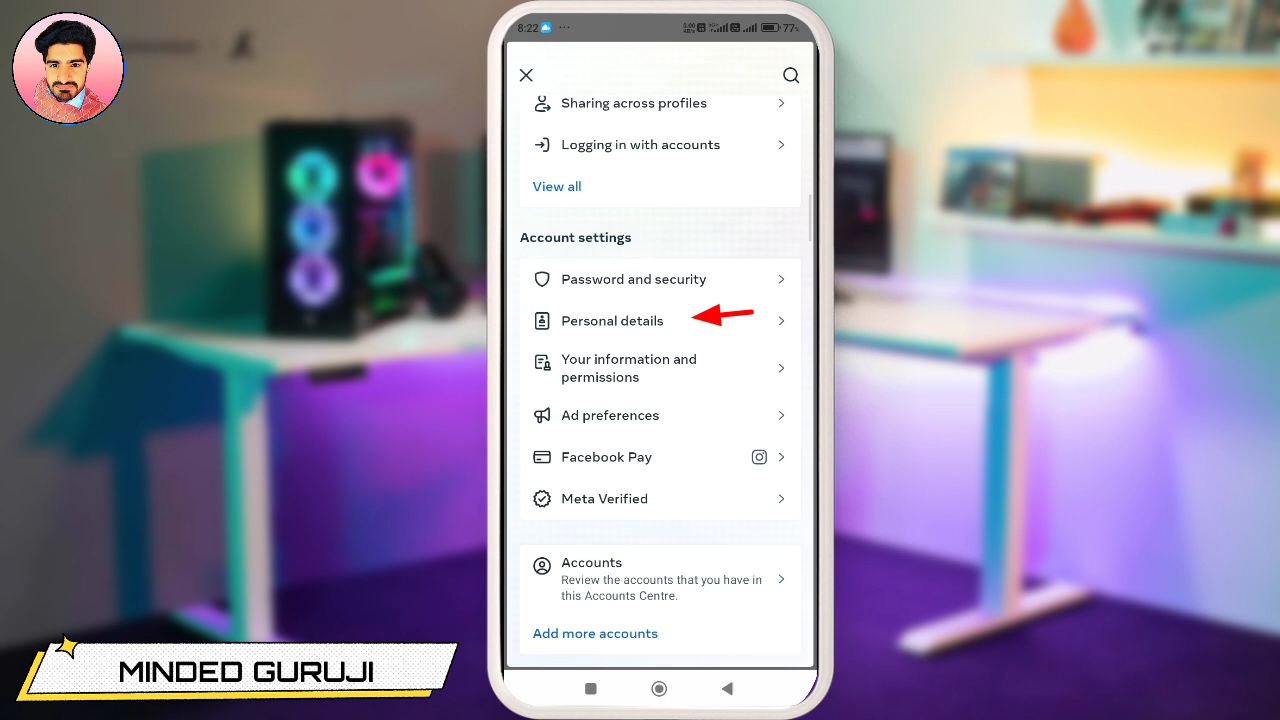 8:22
77%
Sharing across profiles
Logging in with accounts
View all
Account settings
Password and security
Personal details
Your information and
permissions
Ad preferences
Facebook Pay
Meta Verified
Accounts
Review the accounts that you have in
this Accounts Centre.
Add more accounts
MINDED GURUJI